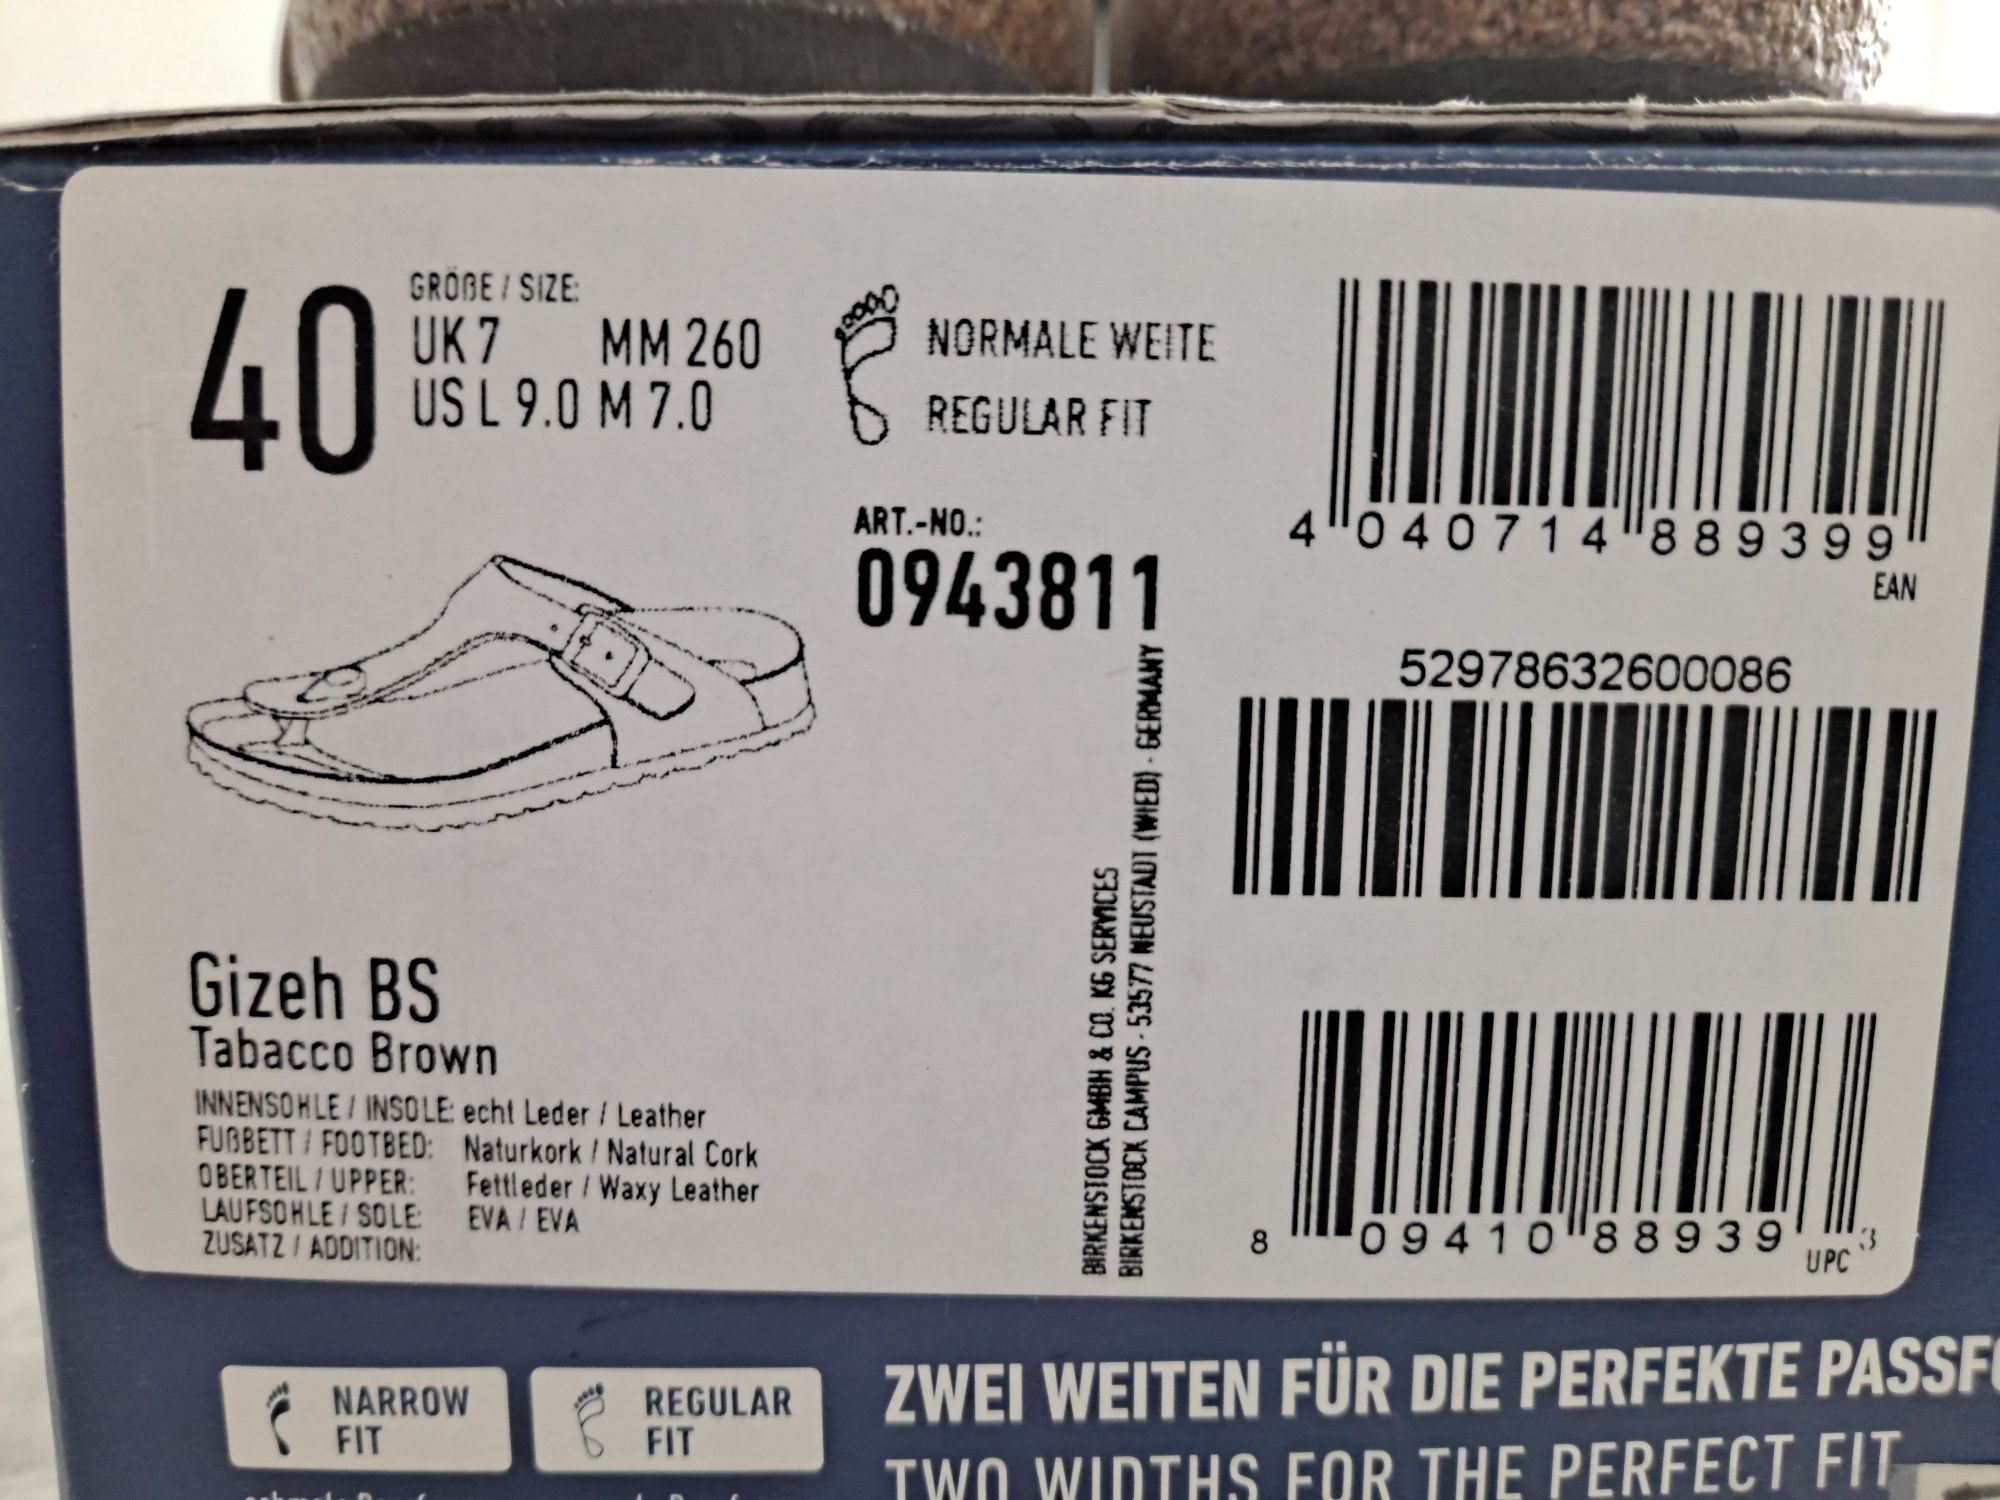 40
GRÖßE / SIZE:
UK 7 MM 260
US L 9.0 M 7.0
NORMALE WEITE
REGULAR FIT
ART.-NO.:
0943811
4 040714 889399
EAN
52978632600086
8 09410 88939 3
UPC
BIRKENSTOCK GMBH & CO. KG SERVICES
BIRKENSTOCK CAMPUS · 53577 NEUSTADT (WIED) · GERMANY
Gizeh BS
Tabacco Brown
INNENSOHLE / INSOLE: echt Leder / Leather
FUßBETT / FOOTBED: Naturkork / Natural Cork
OBERTEIL / UPPER: Fettleder / Waxy Leather
LAUFSOHLE / SOLE: EVA / EVA
ZUSATZ / ADDITION:
NARROW
FIT
REGULAR
FIT
ZWEI WEITEN FÜR DIE PERFEKTE
TWO WIDTHS FOR THE PERFECT FIT